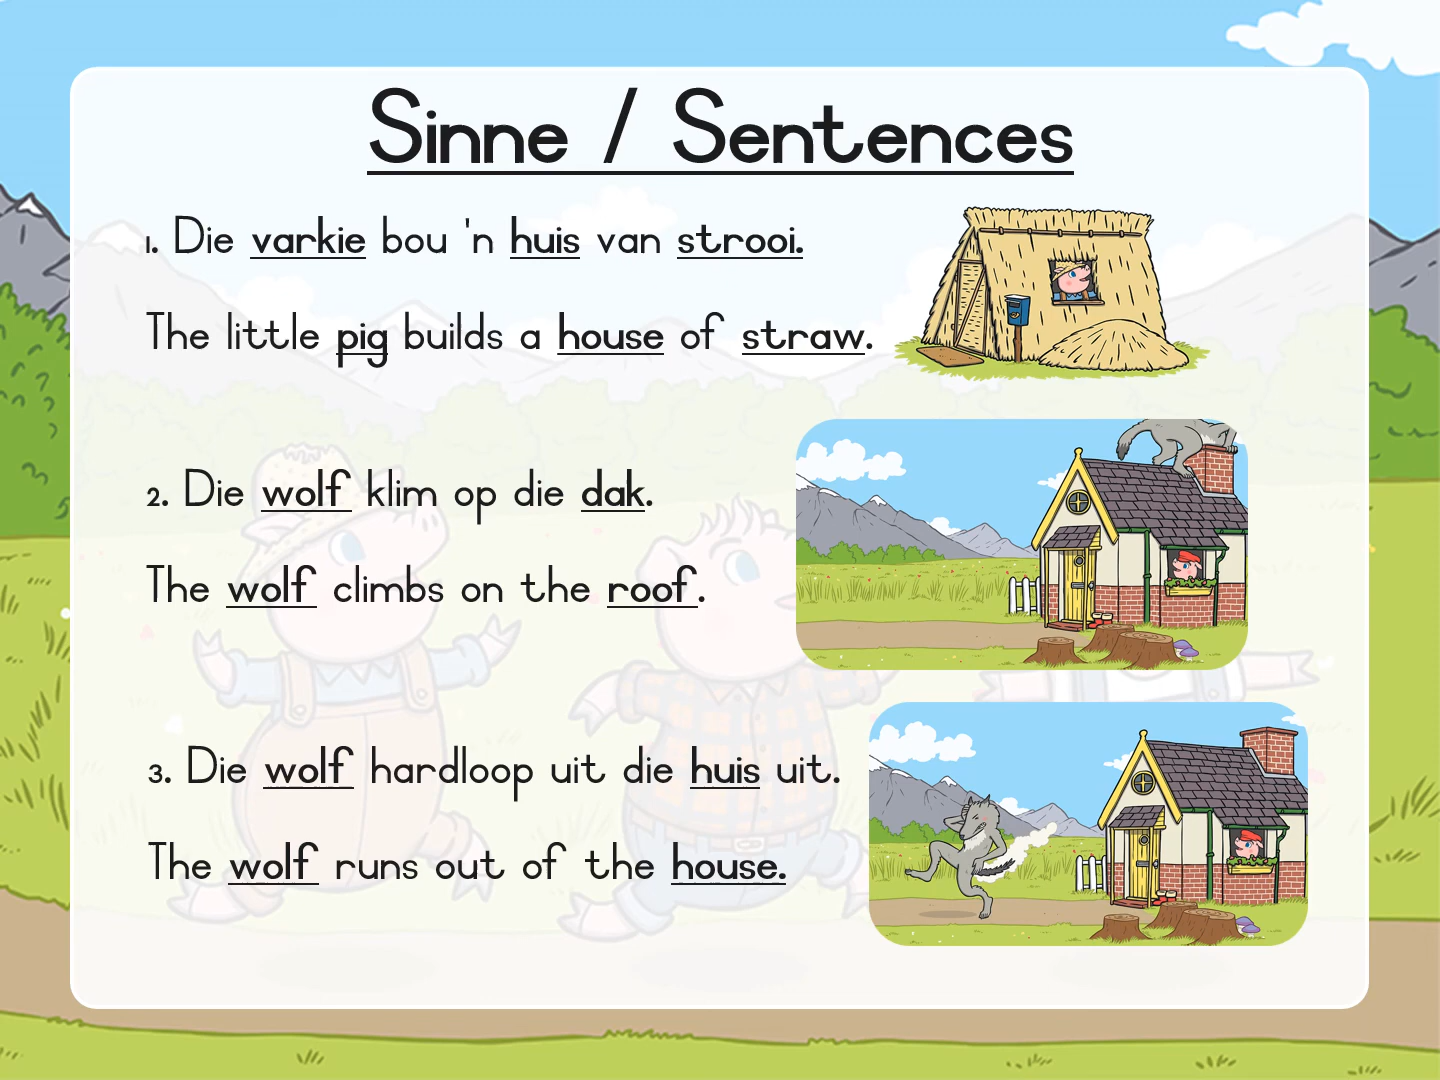 Sinne / Sentences
1. Die varkie bou 'n huis van strooi.
The little pig builds a house of straw.
2. Die wolf klim op die dak.
The wolf climbs on the roof.
3. Die wolf hardloop uit die huis uit.
The wolf runs out of the house.